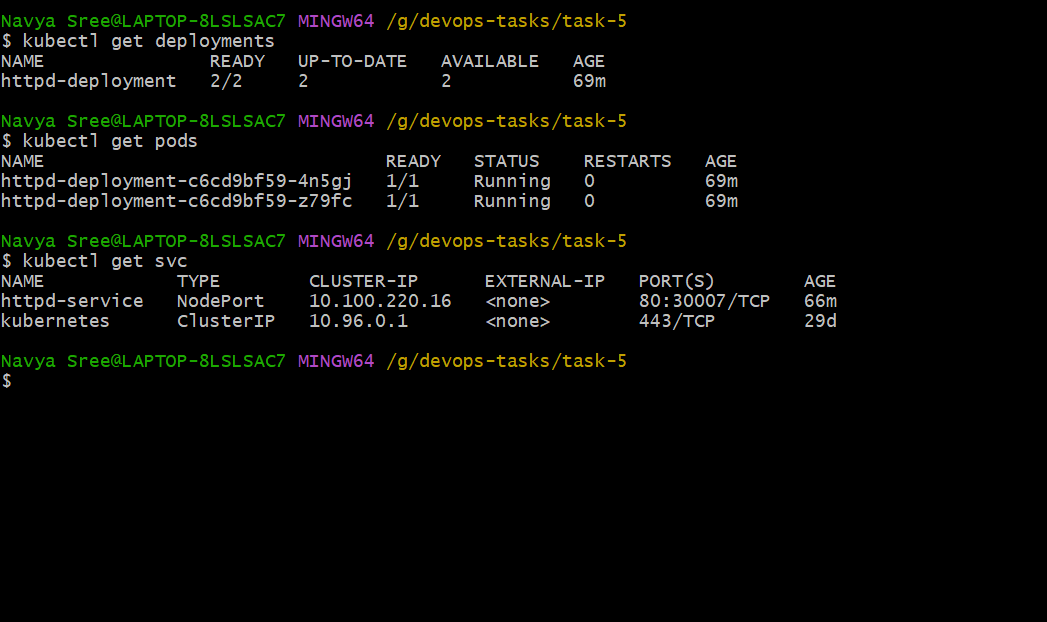 Navya Sree@LAPTOP-8LSLSAC7 MINGW64 /g/devops-tasks/task-5
$ kubectl get deployments
NAME               READY   UP-TO-DATE   AVAILABLE   AGE
httpd-deployment   2/2     2            2           69m
Navya Sree@LAPTOP-8LSLSAC7 MINGW64 /g/devops-tasks/task-5
$ kubectl get pods
NAME                               READY   STATUS    RESTARTS   AGE
httpd-deployment-c6cd9bf59-4n5gj   1/1     Running   0          69m
httpd-deployment-c6cd9bf59-z79fc   1/1     Running   0          69m
Navya Sree@LAPTOP-8LSLSAC7 MINGW64 /g/devops-tasks/task-5
$ kubectl get svc
NAME            TYPE        CLUSTER-IP      EXTERNAL-IP   PORT(S)        AGE
httpd-service   NodePort    10.100.220.16   <none>        80:30007/TCP   66m
kubernetes      ClusterIP   10.96.0.1       <none>        443/TCP        29d
Navya Sree@LAPTOP-8LSLSAC7 MINGW64 /g/devops-tasks/task-5
$